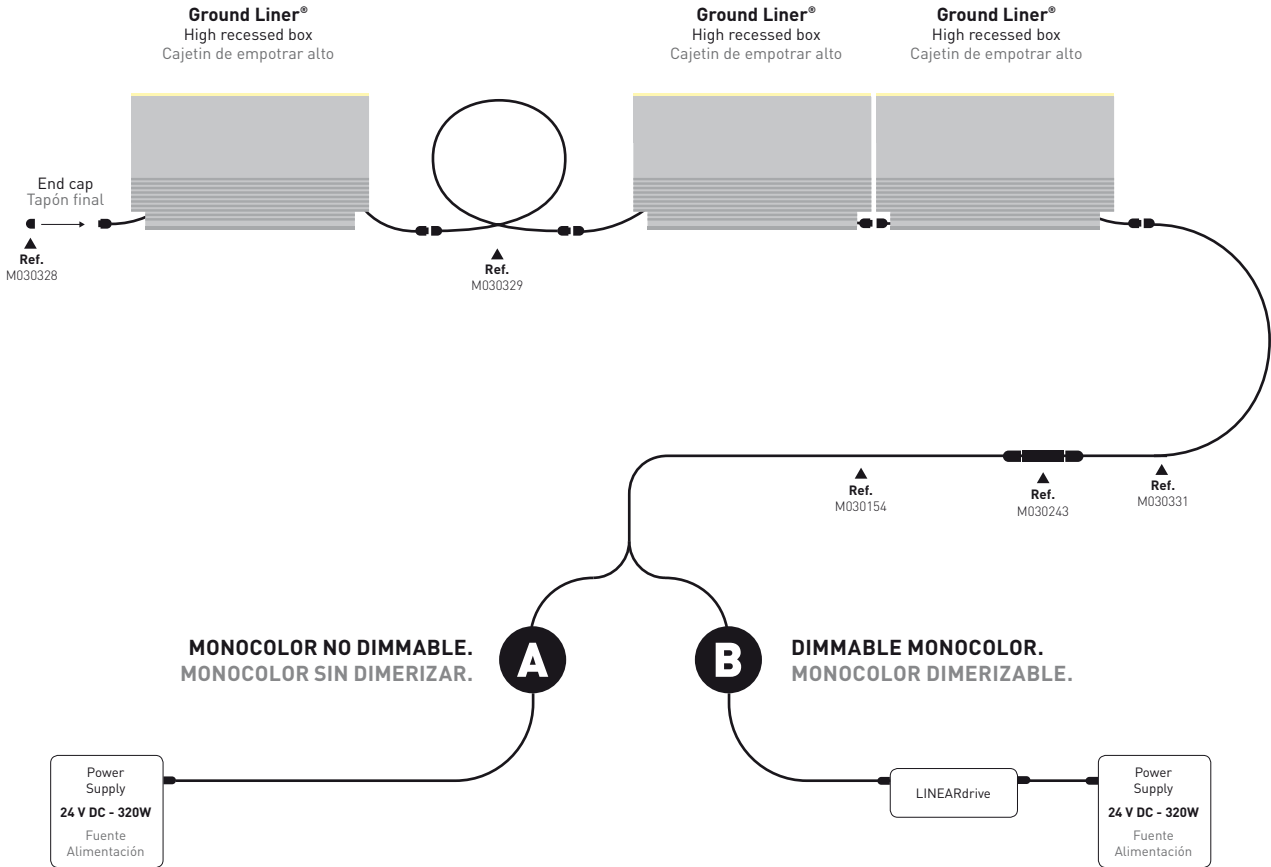 Ground Liner®
High recessed box
Cajetin de empotrar alto
Ground Liner®
High recessed box
Cajetin de empotrar alto
Ground Liner®
High recessed box
Cajetin de empotrar alto
End cap
Tapón final
Ref.
M030328
Ref.
M030329
Ref.
M030154
Ref.
M030243
Ref.
M030331
MONOCOLOR NO DIMMABLE.
MONOCOLOR SIN DIMERIZAR.
A
B
DIMMABLE MONOCOLOR.
MONOCOLOR DIMERIZABLE.
Power
Supply
24 V DC - 320W
Fuente
Alimentación
LINEARdrive
Power
Supply
24 V DC - 320W
Fuente
Alimentación